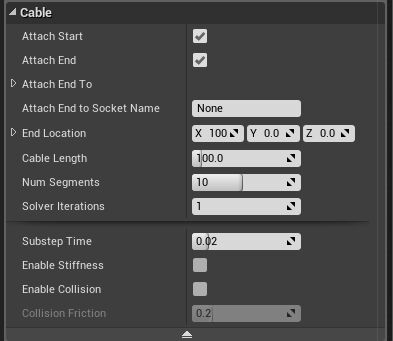 Cable
Attach Start
Attach End
Attach End To
Attach End to Socket Name None
End Location X 100 Y 0.0 Z 0.0
Cable Length 100.0
Num Segments 10
Solver Iterations 1
Substep Time 0.02
Enable Stiffness
Enable Collision
Collision Friction 0.2